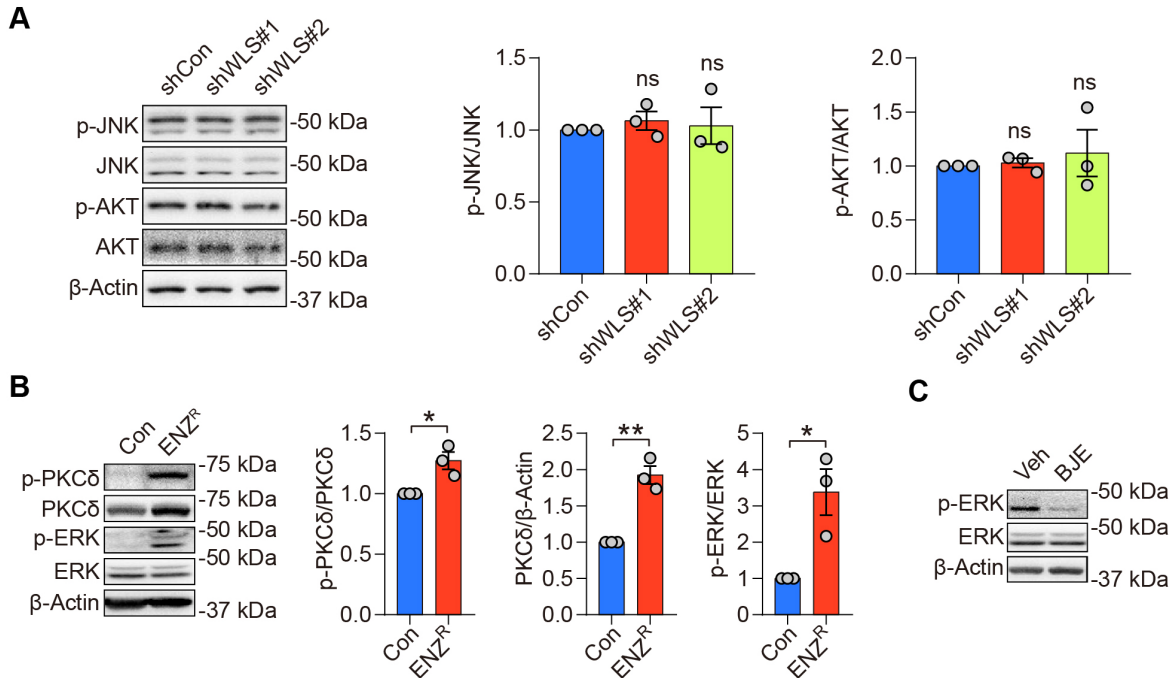 A
shCon
shWLS#1
shWLS#2
p-JNK
-50 kDa
JNK
-50 kDa
p-AKT
-50 kDa
AKT
-50 kDa
β-Actin
-37 kDa
p-JNK/JNK
1.5
1.0
0.5
0.0
ns
ns
shCon
shWLS#1
shWLS#2
p-AKT/AKT
2.0
1.5
1.0
0.5
0.0
ns
ns
shCon
shWLS#1
shWLS#2
B
Con
ENZᴿ
p-PKCδ
-75 kDa
PKCδ
-75 kDa
p-ERK
-50 kDa
-50 kDa
ERK
β-Actin
-37 kDa
p-PKCδ/PKCδ
1.5
1.0
0.5
0.0
*
Con
ENZᴿ
PKCδ/β-Actin
2.5
2.0
1.5
1.0
0.5
0.0
**
Con
ENZᴿ
p-ERK/ERK
5
4
3
2
1
0
*
Con
ENZᴿ
C
Veh
BJE
p-ERK
-50 kDa
ERK
-50 kDa
β-Actin
-37 kDa